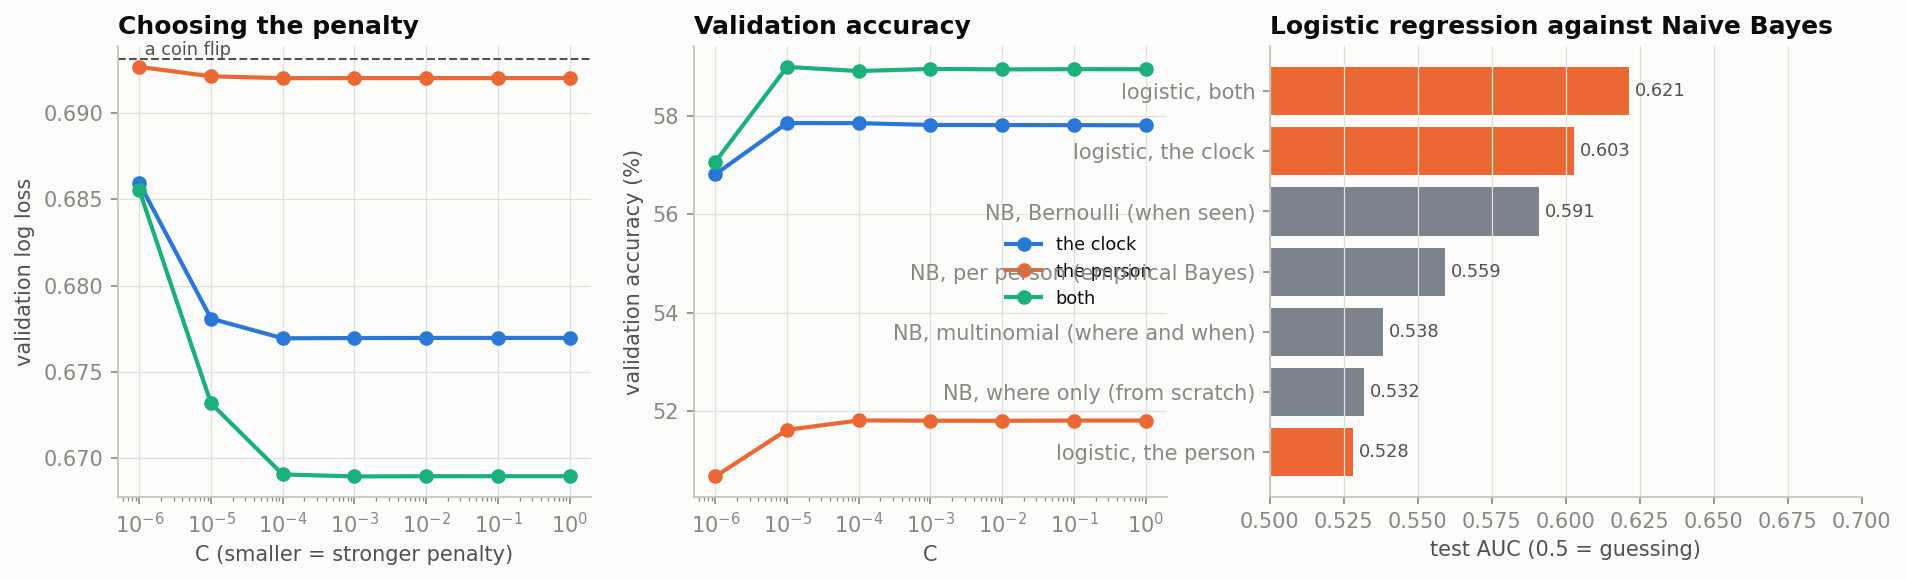 Choosing the penalty
a coin flip
0.690
0.685
0.680
0.675
0.670
validation log loss
10⁻⁶ 10⁻⁵ 10⁻⁴ 10⁻³ 10⁻² 10⁻¹ 10⁰
C (smaller = stronger penalty)
Validation accuracy
58
56
54
52
validation accuracy (%)
the clock
the person
both
10⁻⁶ 10⁻⁵ 10⁻⁴ 10⁻³ 10⁻² 10⁻¹ 10⁰
C
Logistic regression against Naive Bayes
logistic, both 0.621
logistic, the clock 0.603
NB, Bernoulli (when seen) 0.591
NB, per person (empirical Bayes) 0.559
NB, multinomial (where and when) 0.538
NB, where only (from scratch) 0.532
logistic, the person 0.528
0.500 0.525 0.550 0.575 0.600 0.625 0.650 0.675 0.700
test AUC (0.5 = guessing)